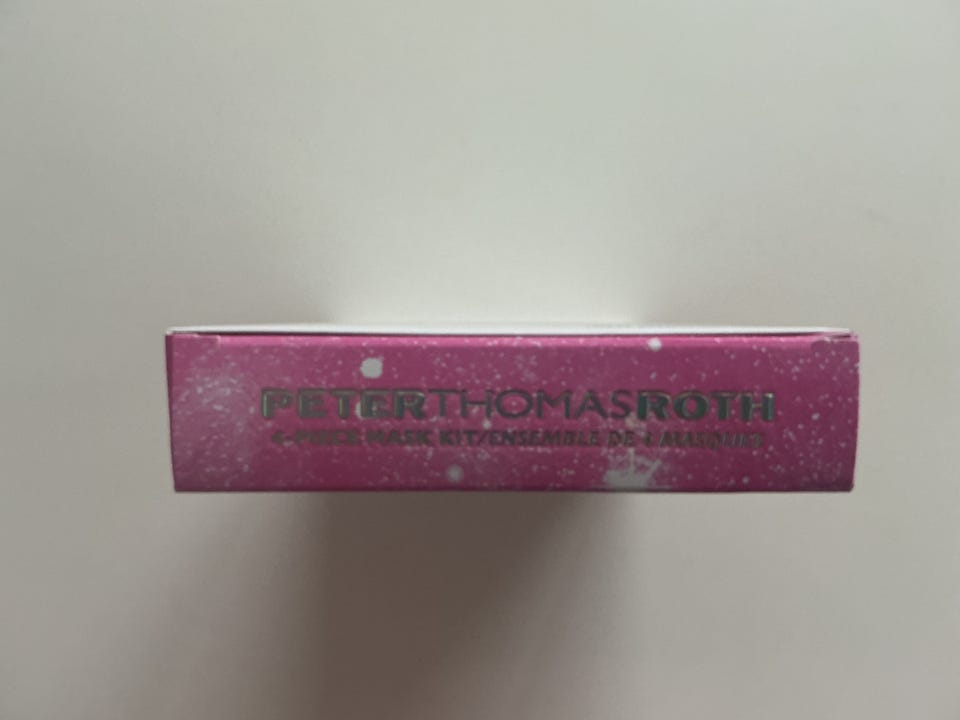 PETERTHOMASROTH
4-PIECE MASK KIT/ENSEMBLE DE 4 MASQUES